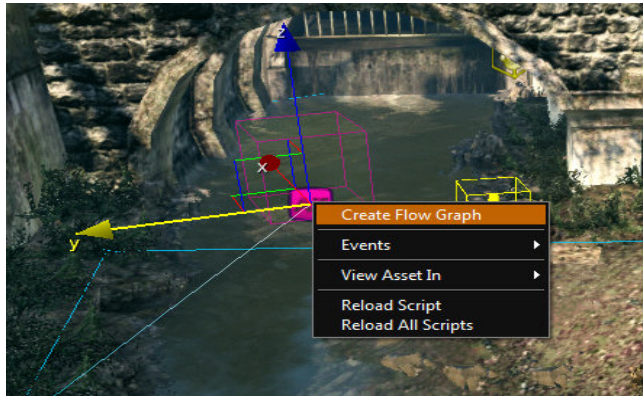 z
x
y
Create Flow Graph
Events
View Asset In
Reload Script
Reload All Scripts